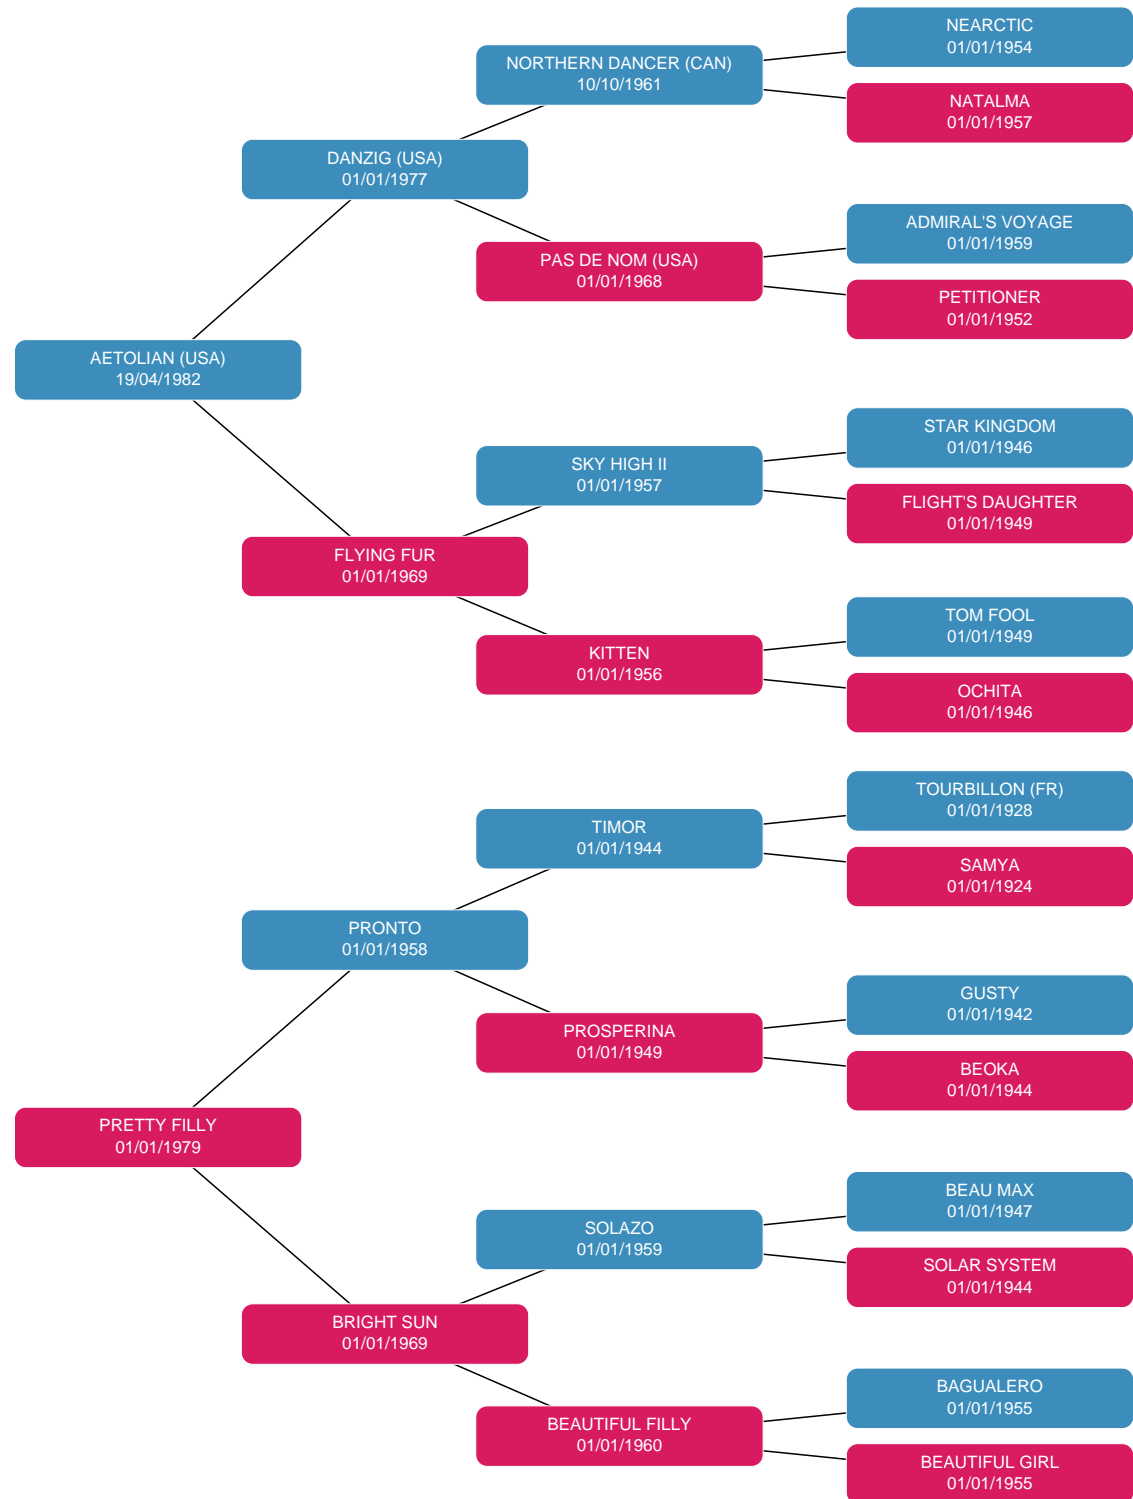 NEARCTIC
01/01/1954
NORTHERN DANCER (CAN)
10/10/1961
NATALMA
01/01/1957
DANZIG (USA)
01/01/1977
ADMIRAL'S VOYAGE
01/01/1959
PAS DE NOM (USA)
01/01/1968
PETITIONER
01/01/1952
AETOLIAN (USA)
19/04/1982
STAR KINGDOM
01/01/1946
SKY HIGH II
01/01/1957
FLIGHT'S DAUGHTER
01/01/1949
FLYING FUR
01/01/1969
TOM FOOL
01/01/1949
KITTEN
01/01/1956
OCHITA
01/01/1946
TOURBILLON (FR)
01/01/1928
TIMOR
01/01/1944
SAMYA
01/01/1924
PRONTO
01/01/1958
GUSTY
01/01/1942
PROSPERINA
01/01/1949
BEOKA
01/01/1944
PRETTY FILLY
01/01/1979
BEAU MAX
01/01/1947
SOLAZO
01/01/1959
SOLAR SYSTEM
01/01/1944
BRIGHT SUN
01/01/1969
BAGUALERO
01/01/1955
BEAUTIFUL FILLY
01/01/1960
BEAUTIFUL GIRL
01/01/1955